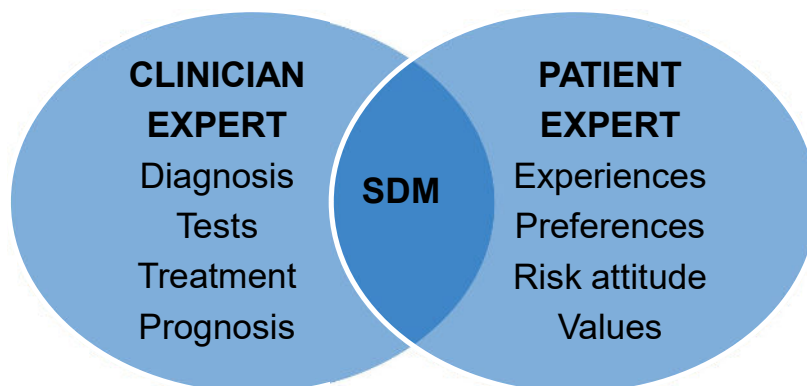 CLINICIAN
EXPERT
Diagnosis
Tests
Treatment
Prognosis
SDM
PATIENT
EXPERT
Experiences
Preferences
Risk attitude
Values